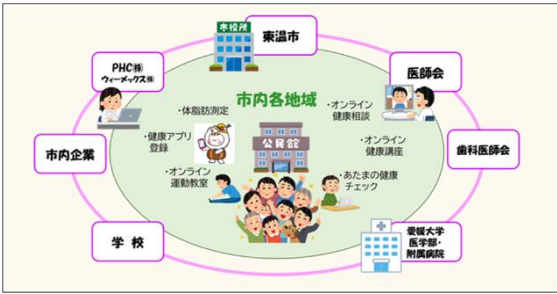 市役所
東温市
PHC㈱
ウィーメックス㈱
医師会
市内各地域
・体脂肪測定
・オンライン
健康相談
・健康アプリ
登録
公民館
・オンライン
健康講座
市内企業
歯科医師会
・オンライン
運動教室
・あたまの健康
チェック
学 校
愛媛大学
医学部・
附属病院